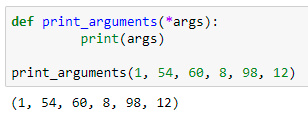 def print_arguments(*args):
        print(args)
print_arguments(1, 54, 60, 8, 98, 12)
(1, 54, 60, 8, 98, 12)